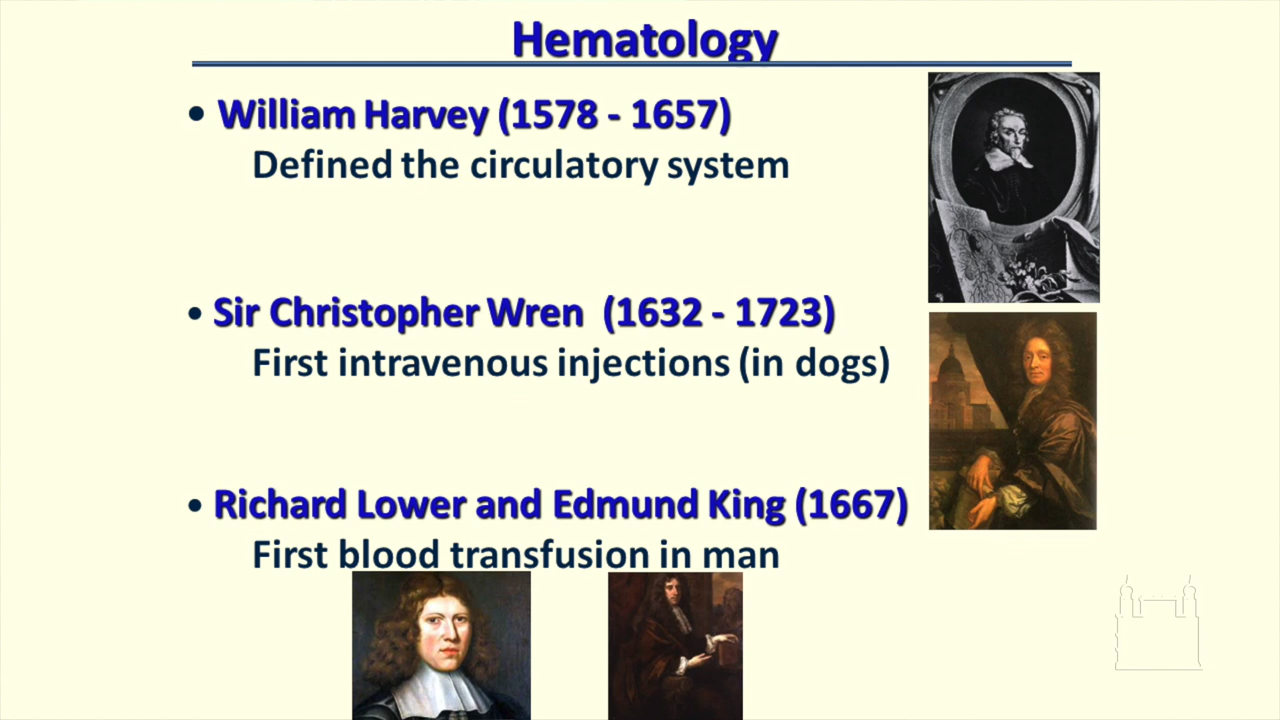 Hematology
• William Harvey (1578 - 1657)
Defined the circulatory system
• Sir Christopher Wren (1632 - 1723)
First intravenous injections (in dogs)
• Richard Lower and Edmund King (1667)
First blood transfusion in man